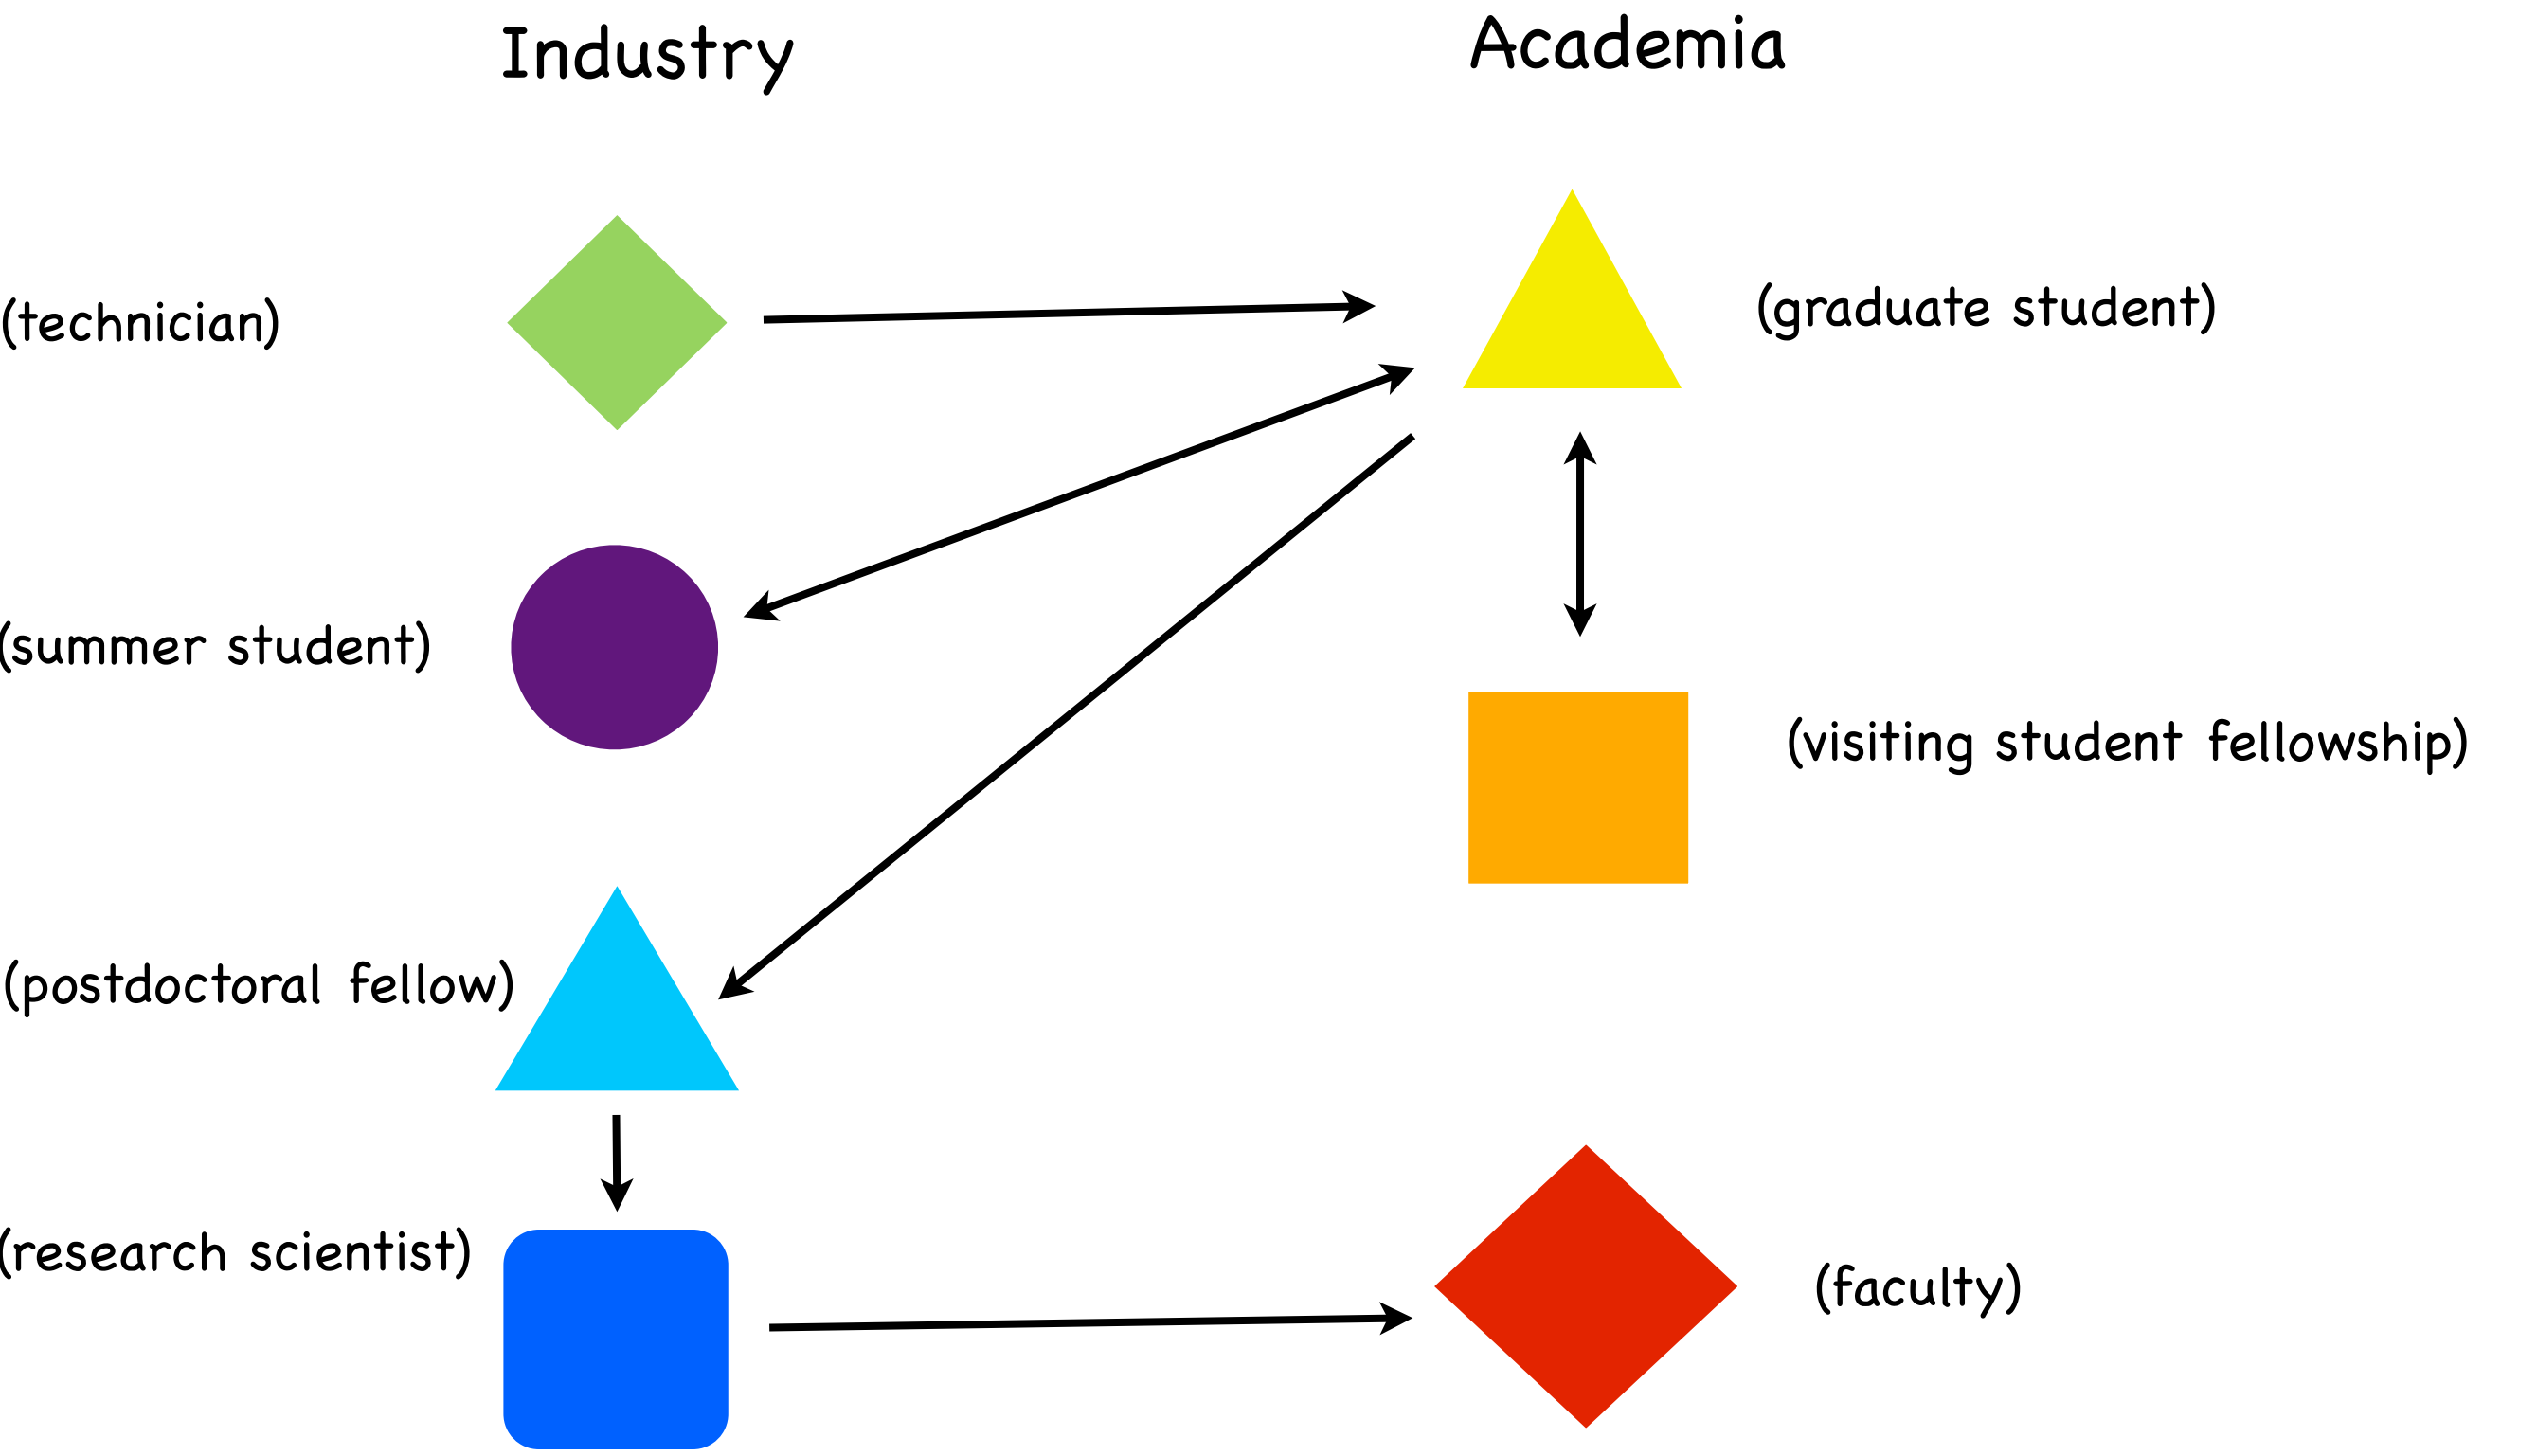 Industry
Academia
(technician)
(graduate student)
(summer student)
(visiting student fellowship)
(postdoctoral fellow)
(research scientist)
(faculty)